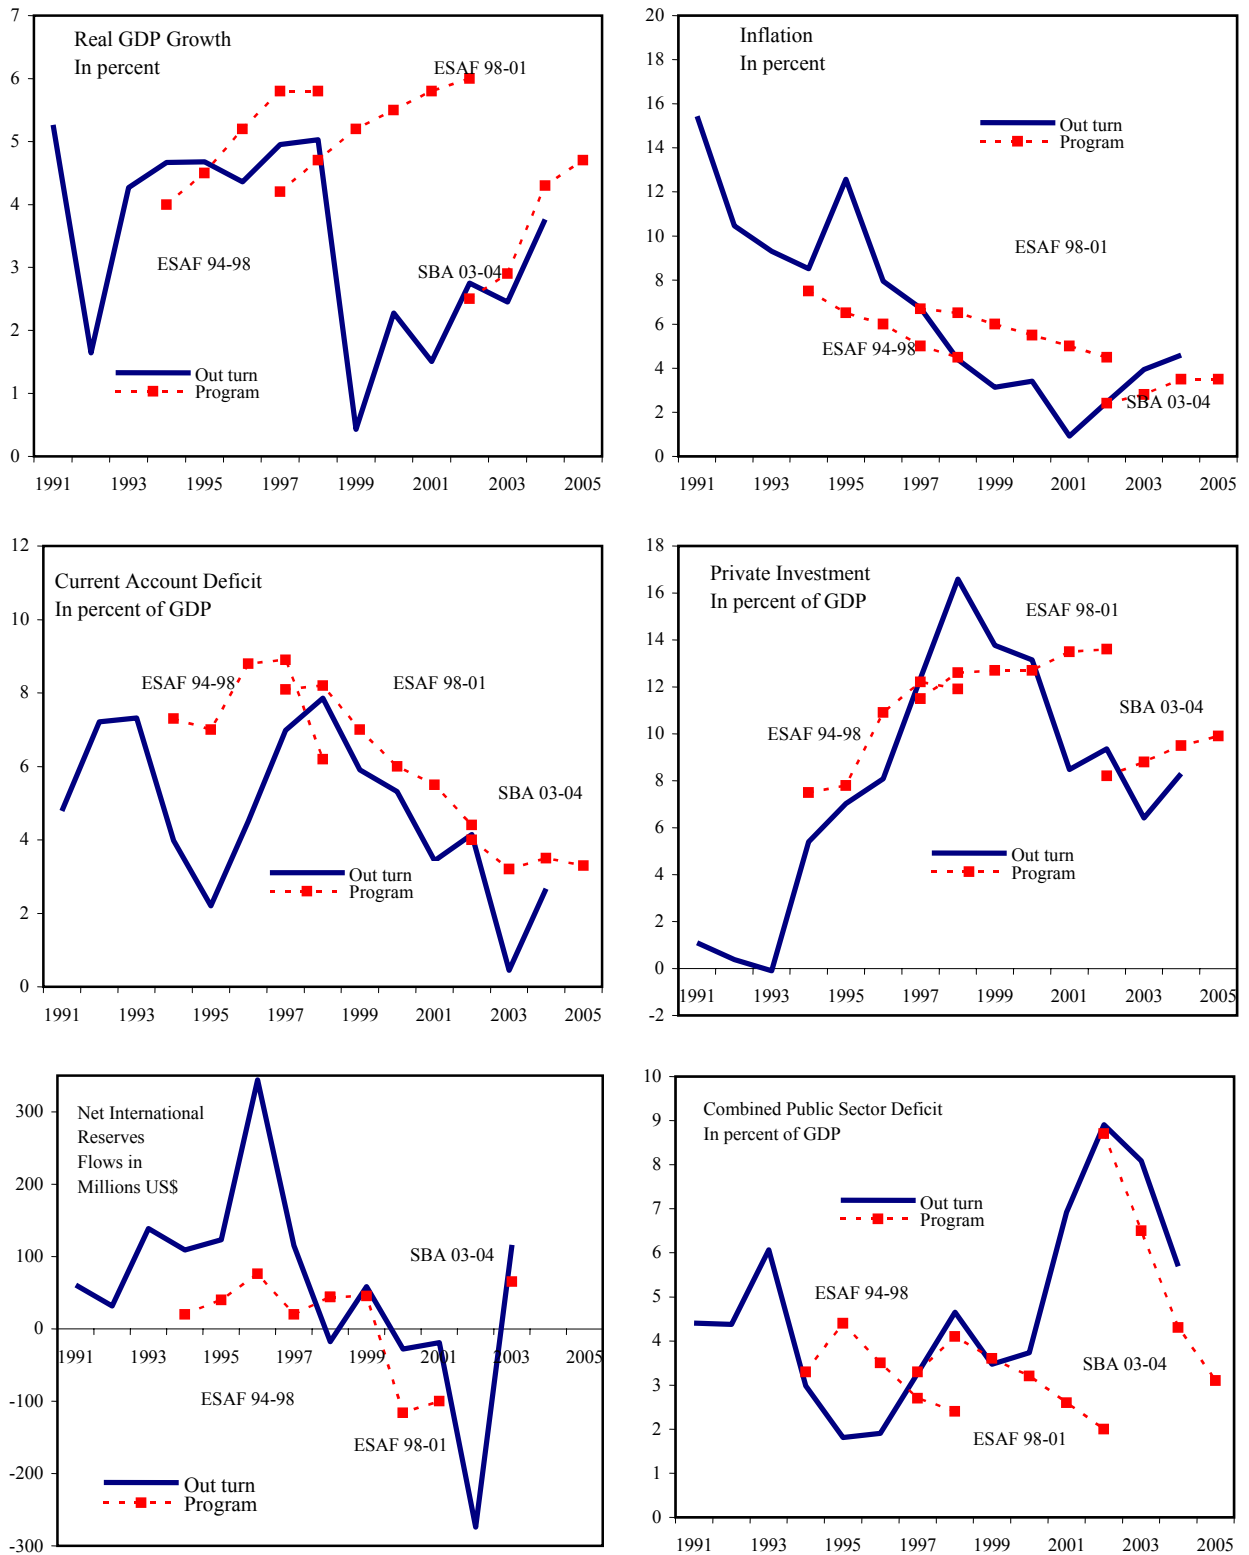 Real GDP Growth
In percent
7
6
5
4
3
2
1
0
ESAF 98-01
ESAF 94-98
SBA 03-04
Out turn
Program
1991 1993 1995 1997 1999 2001 2003 2005
Inflation
In percent
20
18
16
14
12
10
8
6
4
2
0
Out turn
Program
ESAF 98-01
ESAF 94-98
SBA 03-04
1991 1993 1995 1997 1999 2001 2003 2005
Current Account Deficit
In percent of GDP
12
10
8
6
4
2
0
ESAF 94-98
ESAF 98-01
SBA 03-04
Out turn
Program
1991 1993 1995 1997 1999 2001 2003 2005
Private Investment
In percent of GDP
18
16
14
12
10
8
6
4
2
0
-2
ESAF 98-01
SBA 03-04
ESAF 94-98
Out turn
Program
1991 1993 1995 1997 1999 2001 2003 2005
Net International
Reserves
Flows in
Millions US$
300
200
100
0
-100
-200
-300
SBA 03-04
1991 1993 1995 1997 1999 2001 2003 2005
ESAF 94-98
ESAF 98-01
Out turn
Program
Combined Public Sector Deficit
In percent of GDP
10
9
8
7
6
5
4
3
2
1
0
Out turn
Program
ESAF 94-98
SBA 03-04
ESAF 98-01
1991 1993 1995 1997 1999 2001 2003 2005